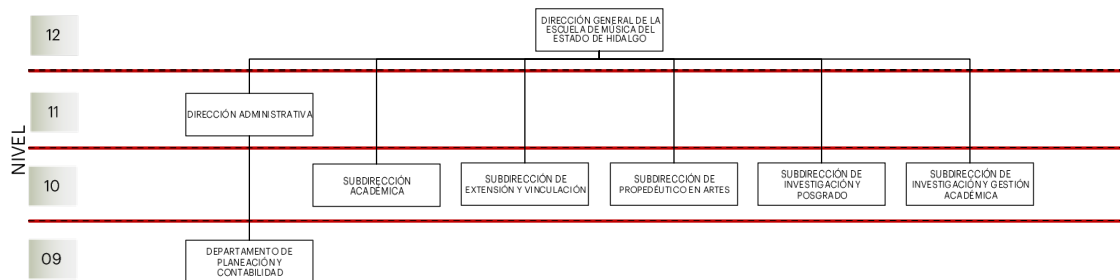 12
DIRECCIÓN GENERAL DE LA
ESCUELA DE MÚSICA DEL
ESTADO DE HIDALGO
NIVEL
11
DIRECCIÓN ADMINISTRATIVA
10
SUBDIRECCIÓN
ACADÉMICA
SUBDIRECCIÓN DE
EXTENSIÓN Y VINCULACIÓN
SUBDIRECCIÓN DE
PROPEDÉUTICO EN ARTES
SUBDIRECCIÓN DE
INVESTIGACIÓN Y
POSGRADO
SUBDIRECCIÓN DE
INVESTIGACIÓN Y GESTIÓN
ACADÉMICA
09
DEPARTAMENTO DE
PLANEACIÓN Y
CONTABILIDAD